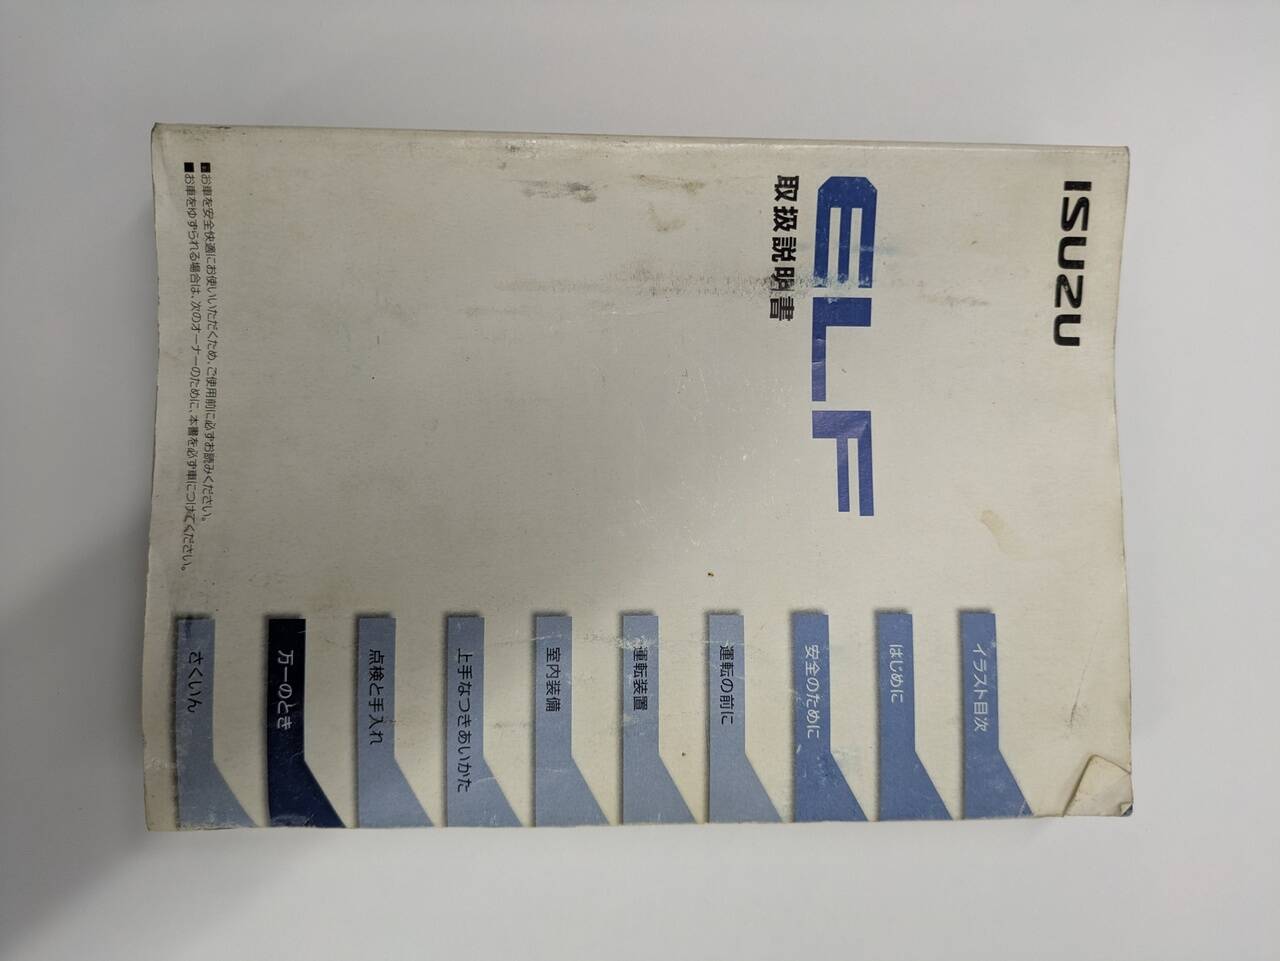 ISUZU
ELF
取扱説明書
イラスト目次
はじめに
安全のために
運転の前に
運転装置
室内装備
上手なつきあいかた
点検と手入れ
万一のとき
さくいん
■お車を安全快適にお使いいただくため、ご使用前に必ずお読みください。
■お車をゆずられる場合は、次のオーナーのために、本書を必ず車につけてください。